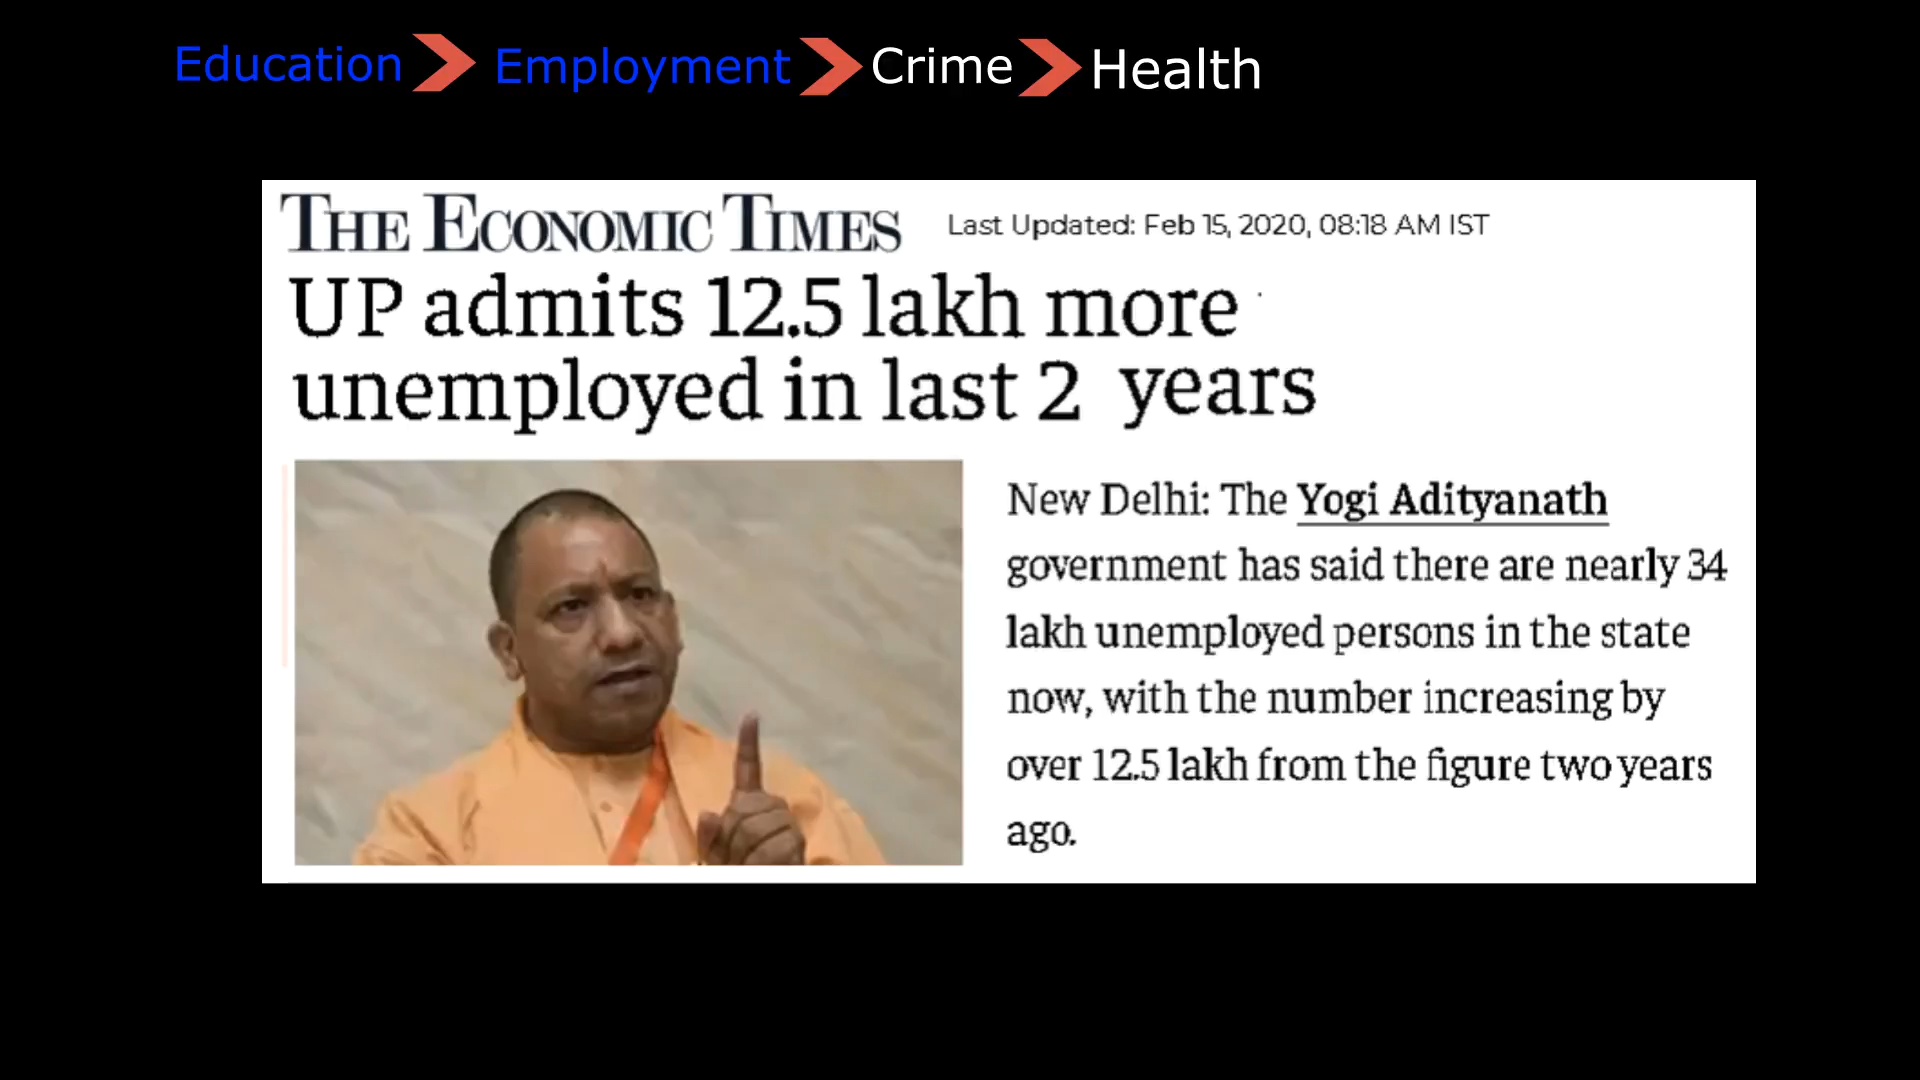 Education Employment Crime Health
THE ECONOMIC TIMES Last Updated: Feb 15, 2020, 08:18 AM IST
UP admits 12.5 lakh more
unemployed in last 2 years
New Delhi: The Yogi Adityanath
government has said there are nearly 34
lakh unemployed persons in the state
now, with the number increasing by
over 12.5 lakh from the figure two years
ago.